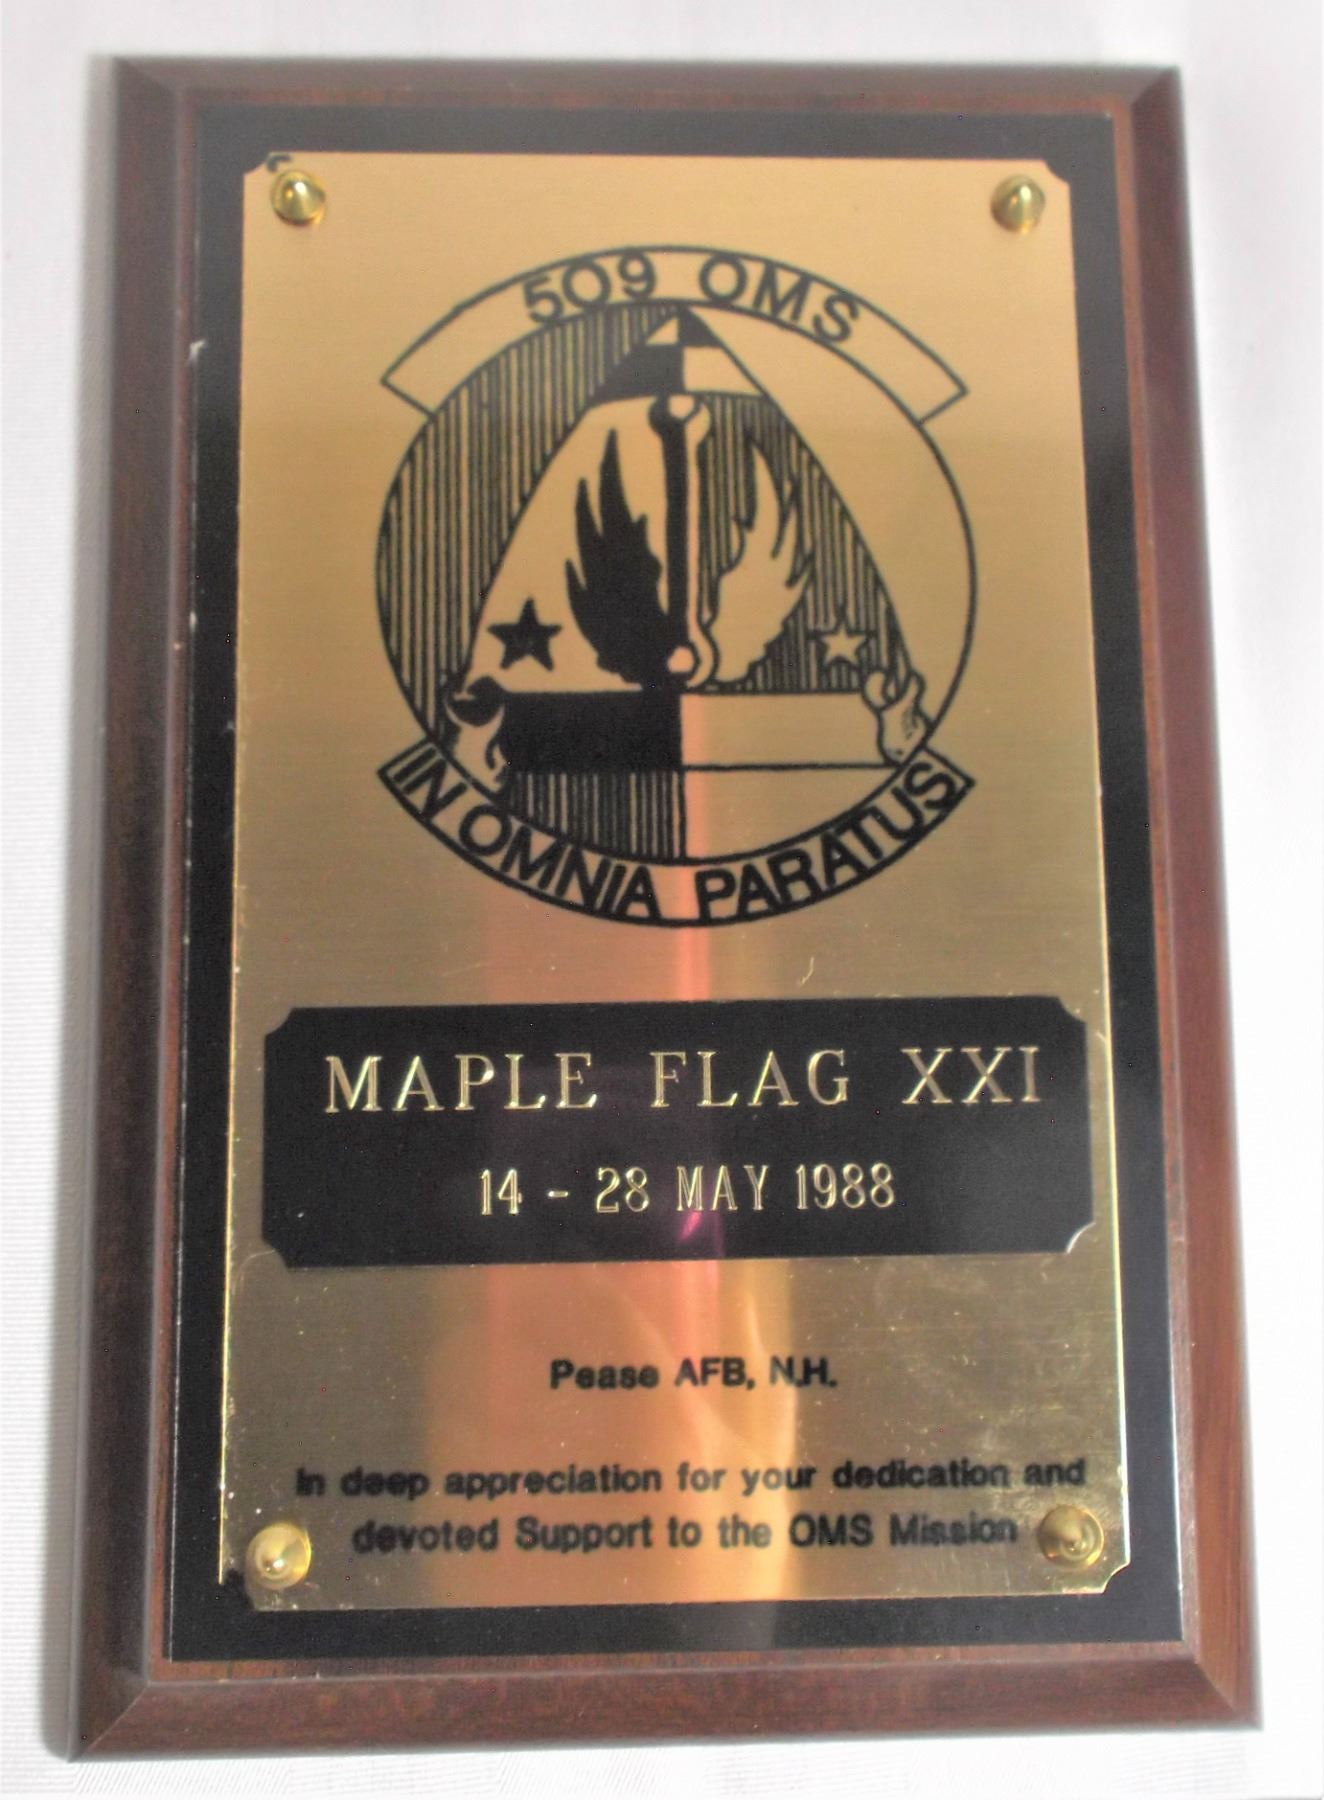 509 OMS
IN OMNIA PARATUS
MAPLE FLAG XXI
14 - 28 MAY 1988
Pease AFB, N.H.
In deep appreciation for your dedication and
devoted Support to the OMS Mission